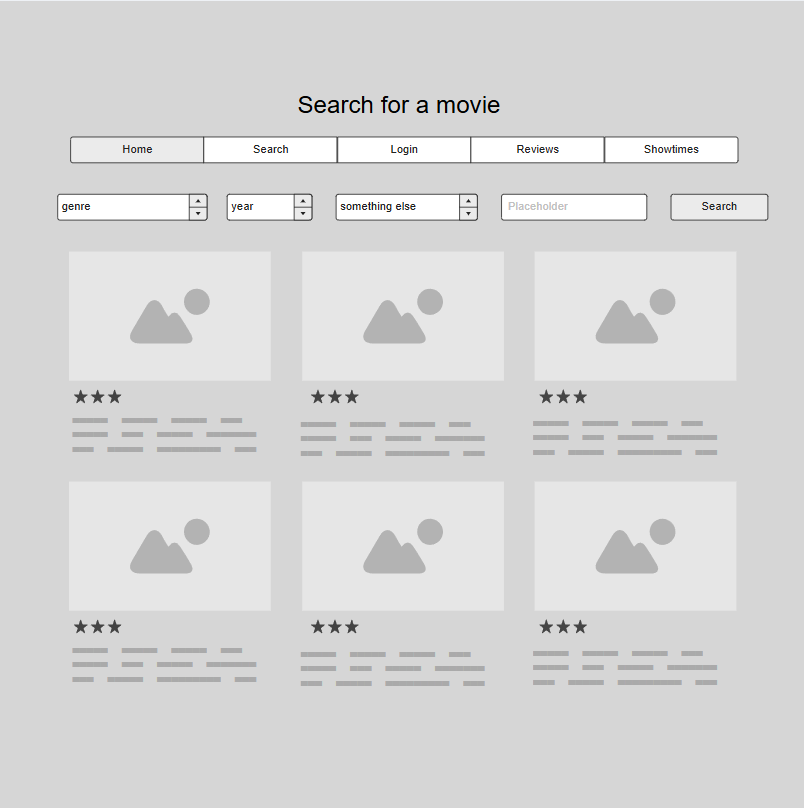 Search for a movie
Home Search Login Reviews Showtimes
genre year something else Placeholder Search